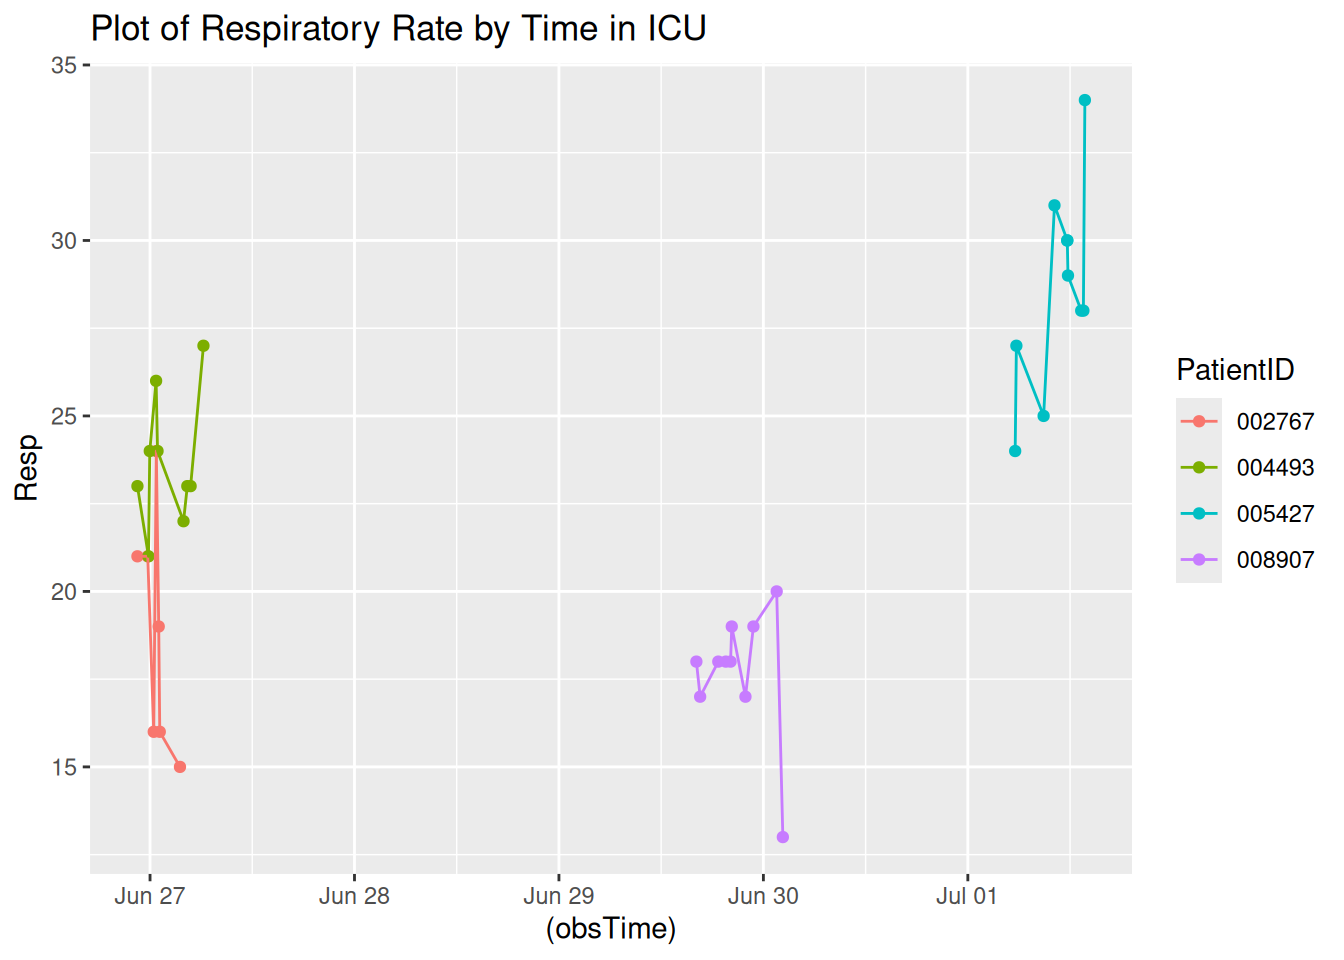 Plot of Respiratory Rate by Time in ICU
35
30
25
20
15
Resp
Jun 27 Jun 28 Jun 29 Jun 30 Jul 01
(obsTime)
PatientID
002767
004493
005427
008907